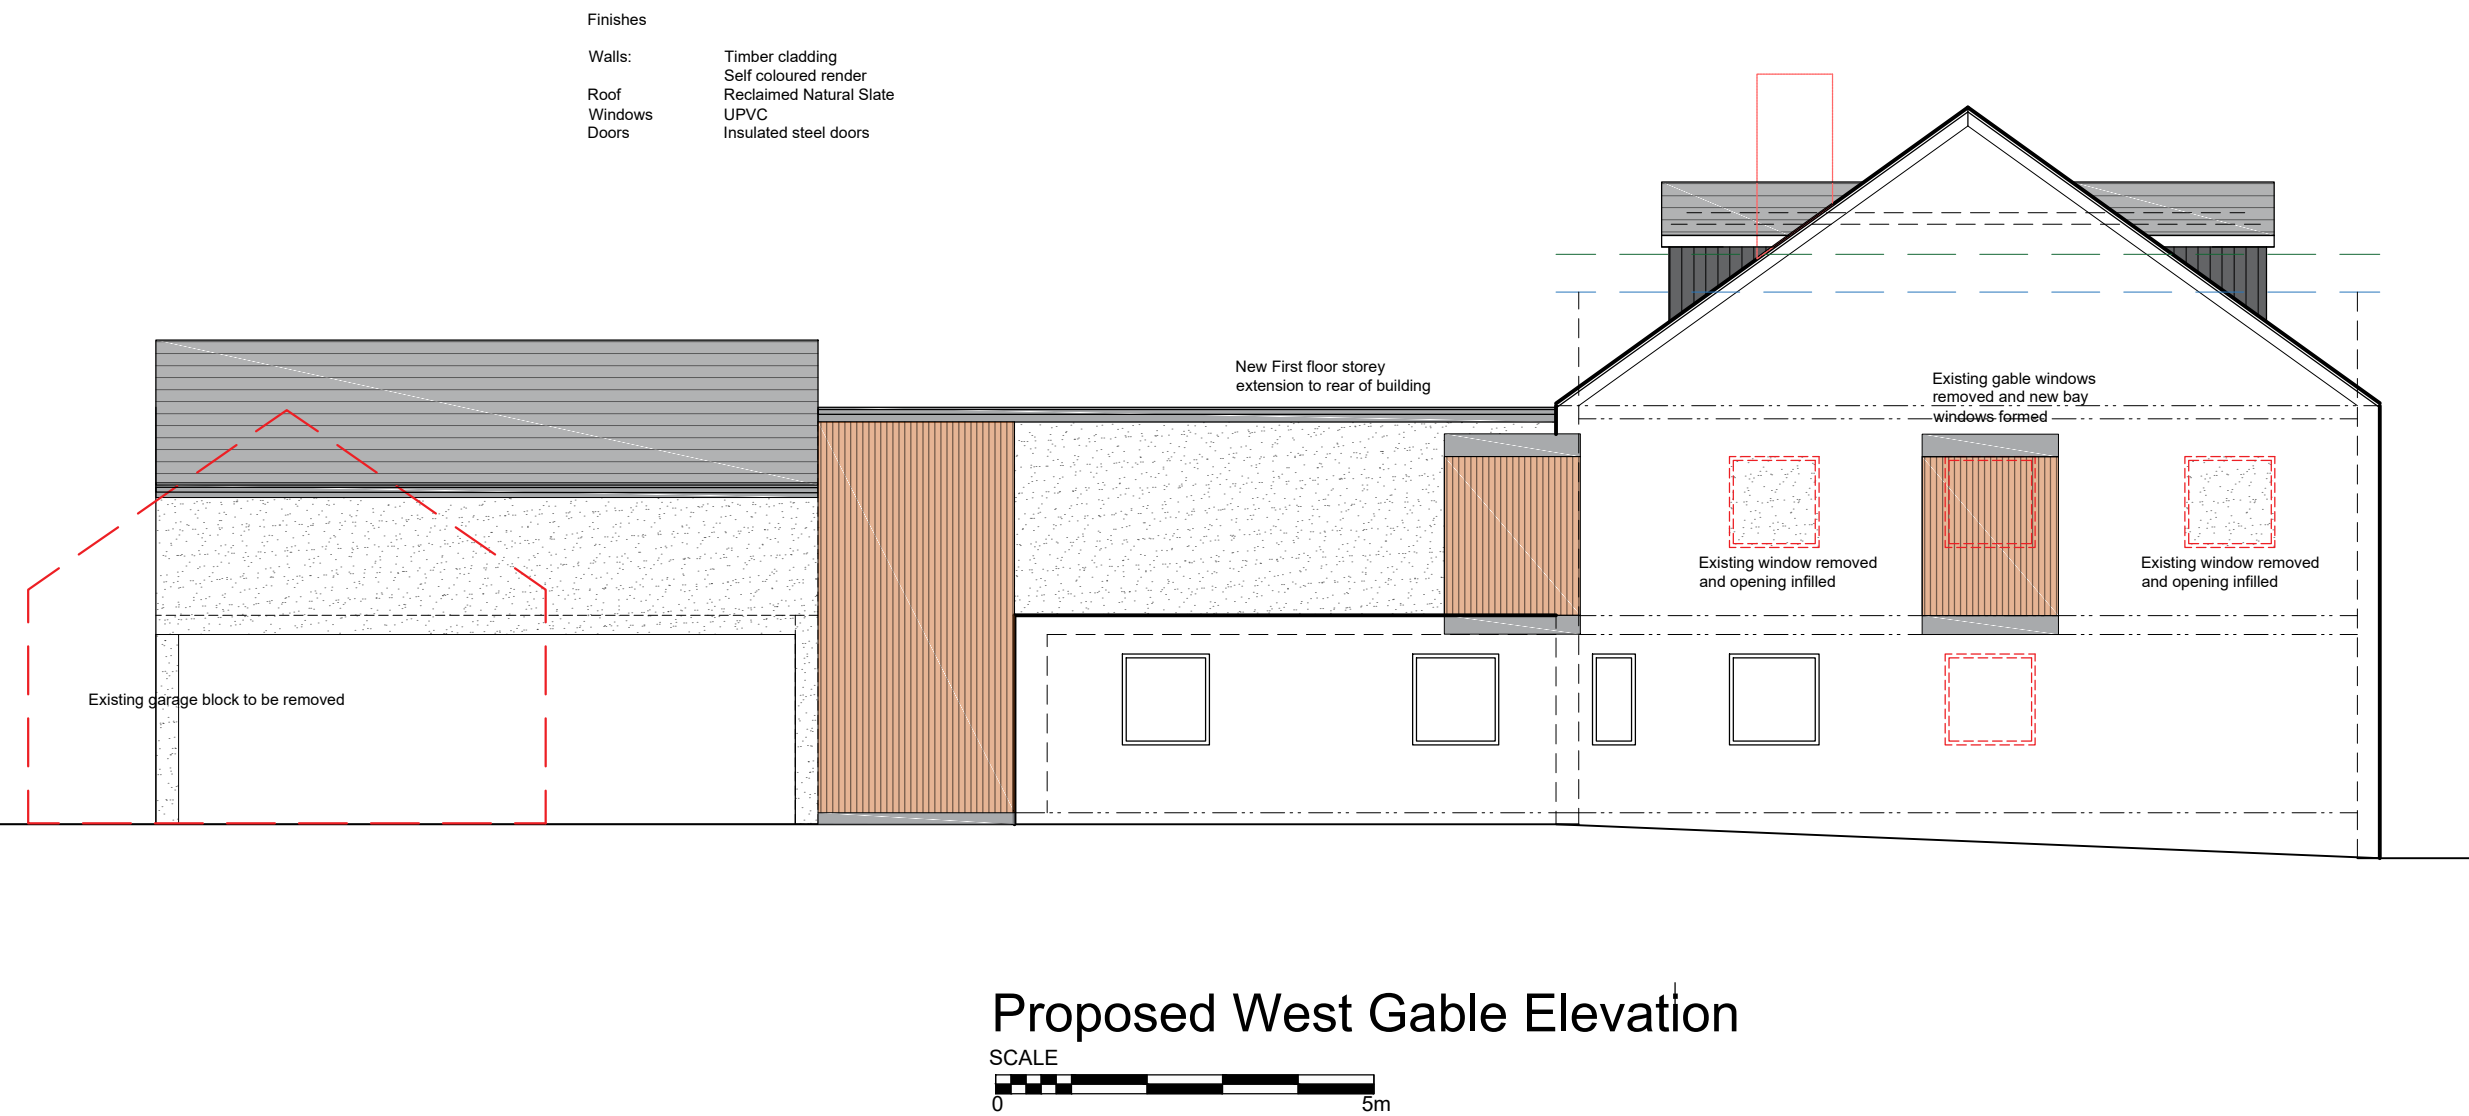 Finishes
Walls: Timber cladding
Self coloured render
Roof Reclaimed Natural Slate
Windows UPVC
Doors Insulated steel doors
New First floor storey
extension to rear of building
Existing gable windows
removed and new bay
windows formed
Existing window removed
and opening infilled
Existing window removed
and opening infilled
Existing garage block to be removed
Proposed West Gable Elevation
SCALE
0 5m